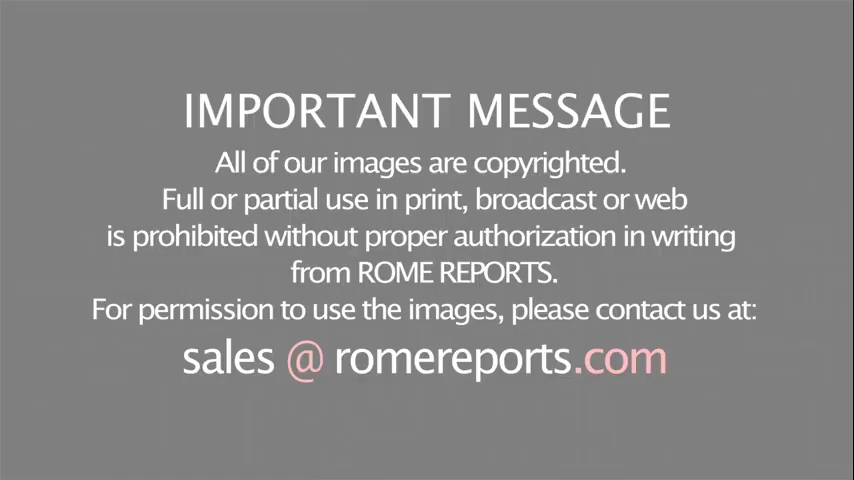 IMPORTANT MESSAGE
All of our images are copyrighted.
Full or partial use in print, broadcast or web
is prohibited without proper authorization in writing
from ROME REPORTS.
For permission to use the images, please contact us at:
sales @ romereports.com